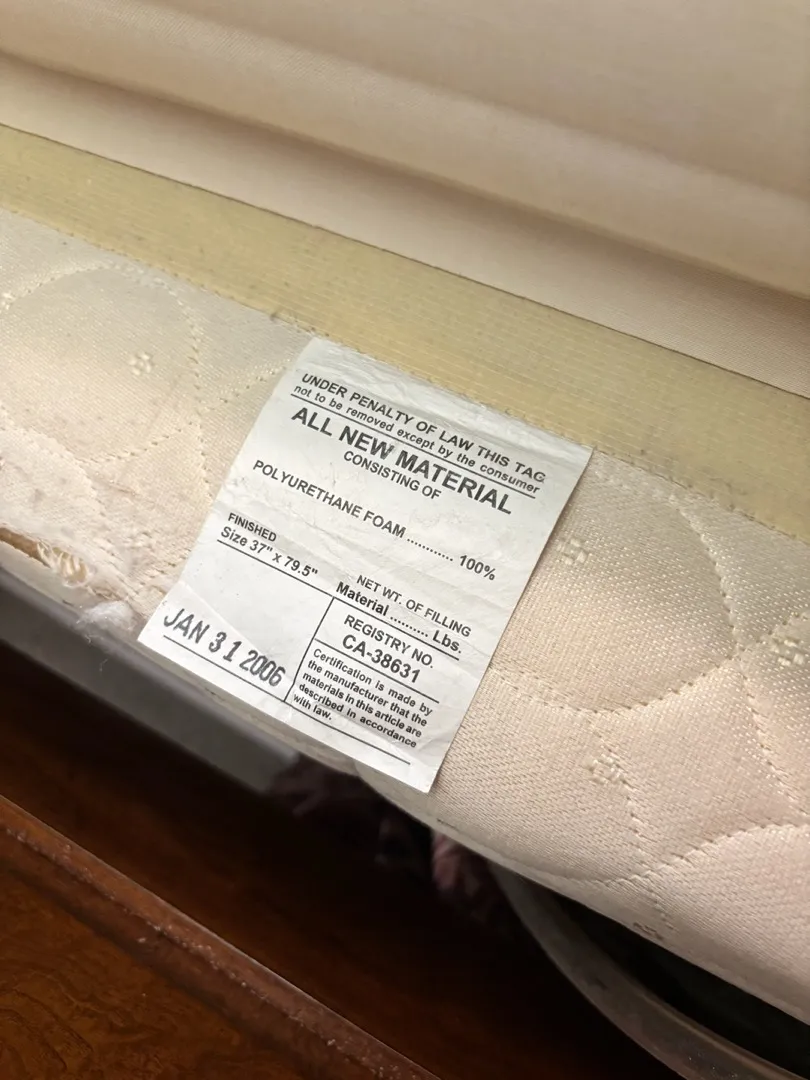 UNDER PENALTY OF LAW THIS TAG
not to be removed except by the consumer
ALL NEW MATERIAL
CONSISTING OF
POLYURETHANE FOAM ............ 100%
FINISHED
Size 37" x 79.5"
NET WT. OF FILLING
Material .......... Lbs.
JAN 31 2006
REGISTRY NO.
CA-38631
Certification is made by
the manufacturer that the
materials in this article are
described in accordance
with law.